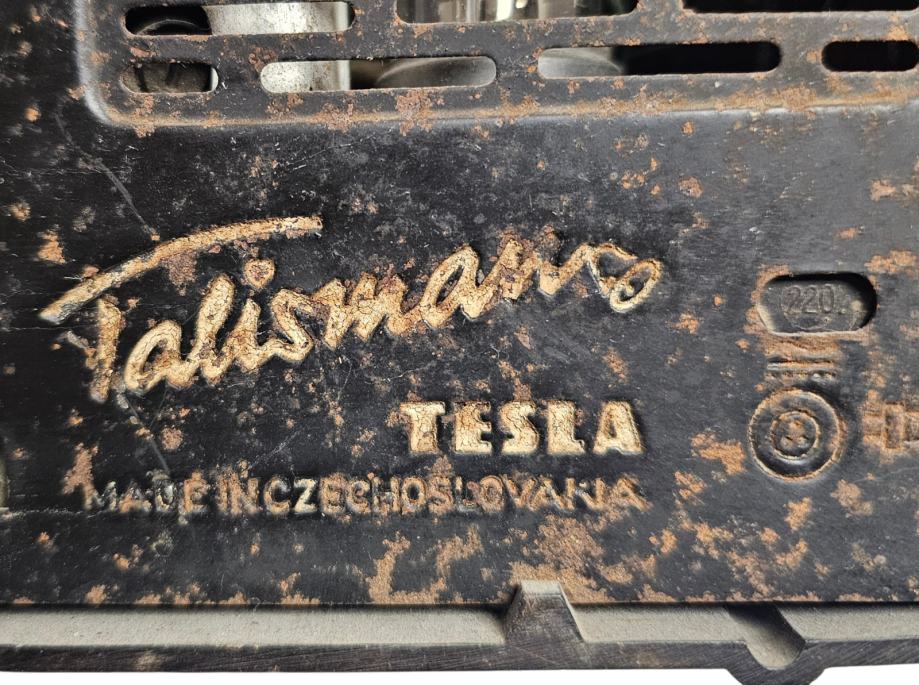 Talisman
220
TESLA
MADE IN CZECHOSLOVAKIA